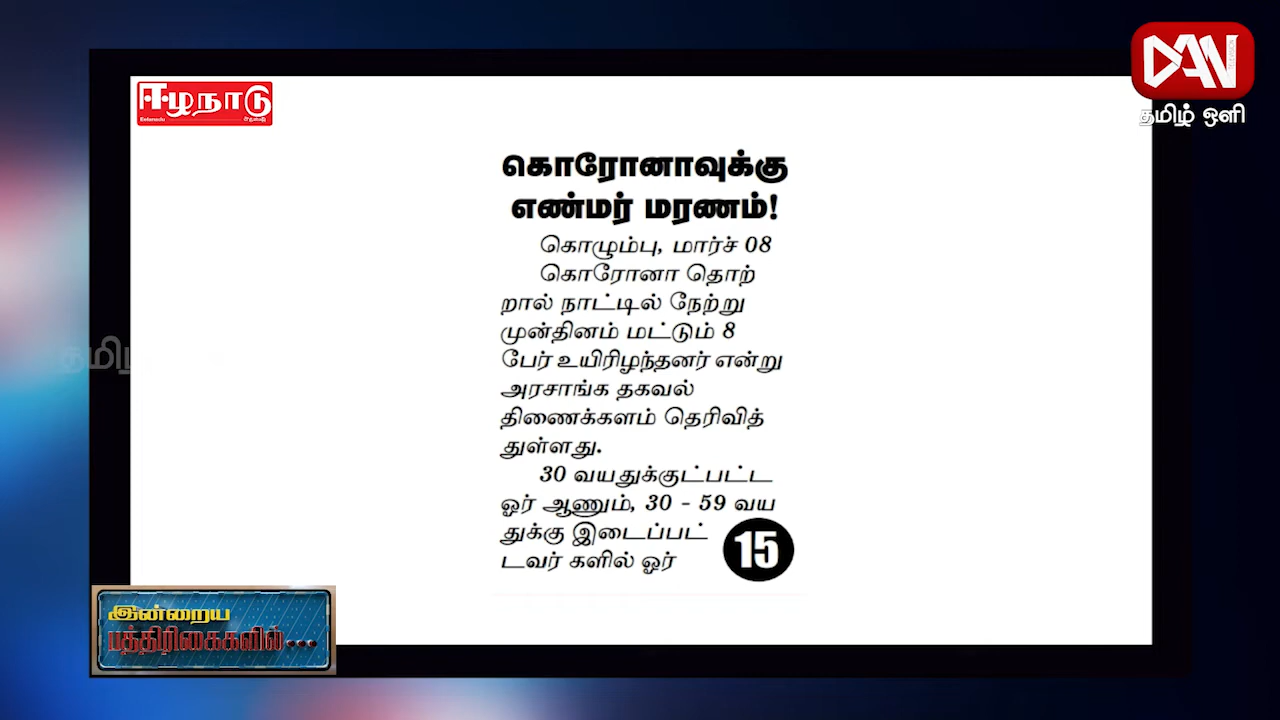 ஈழநாடு
DAN
தமிழ் ஒளி
கொரோனாவுக்கு
எண்மர் மரணம்!
கொழும்பு, மார்ச் 08
கொரோனா தொற்
றால் நாட்டில் நேற்று
முன்தினம் மட்டும் 8
பேர் உயிரிழந்தனர் என்று
அரசாங்க தகவல்
திணைக்களம் தெரிவித்
துள்ளது.
30 வயதுக்குட்பட்ட
ஓர் ஆணும், 30 - 59 வய
துக்கு இடைப்பட்
டவர் களில் ஓர்
15
தமிழ்
இன்றைய
பத்திரிகைகளில்...